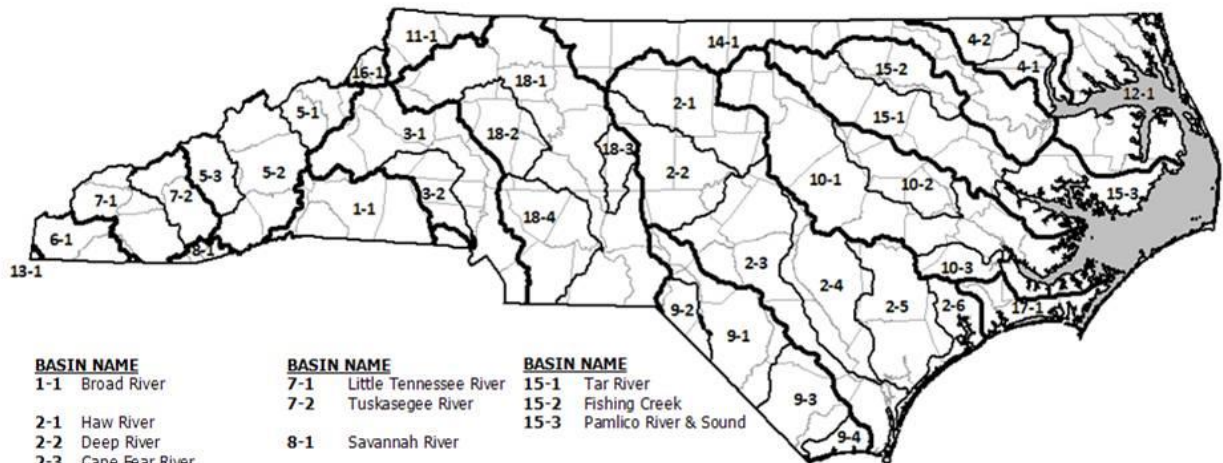 11-1
14-1
4-2
16-1
4-1
15-2
18-1
12-1
5-1
2-1
3-1
18-2
15-1
18-3
5-3
5-2
2-2
7-2
10-1
10-2
15-3
7-1
3-2
1-1
18-4
6-1
8-1
2-3
10-3
13-1
2-4
2-5
2-6
17-1
9-2
9-1
9-3
9-4
BASIN NAME
1-1 Broad River
2-1 Haw River
2-2 Deep River
2-3 Cape Fear River
BASIN NAME
7-1 Little Tennessee River
7-2 Tuskasegee River
8-1 Savannah River
BASIN NAME
15-1 Tar River
15-2 Fishing Creek
15-3 Pamlico River & Sound